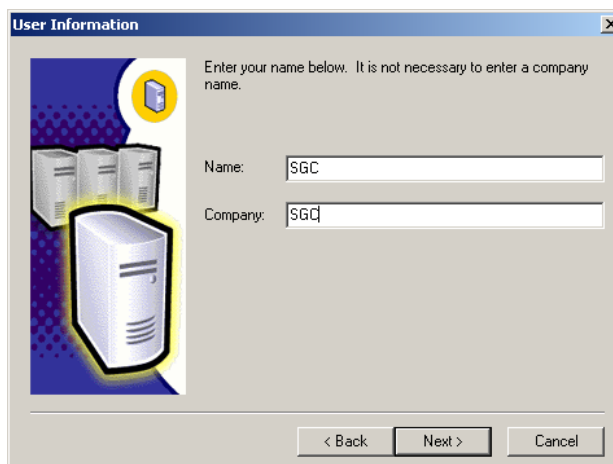 User Information
Enter your name below.  It is not necessary to enter a company
name.
Name:
SGC
Company:
SGC
< Back
Next >
Cancel